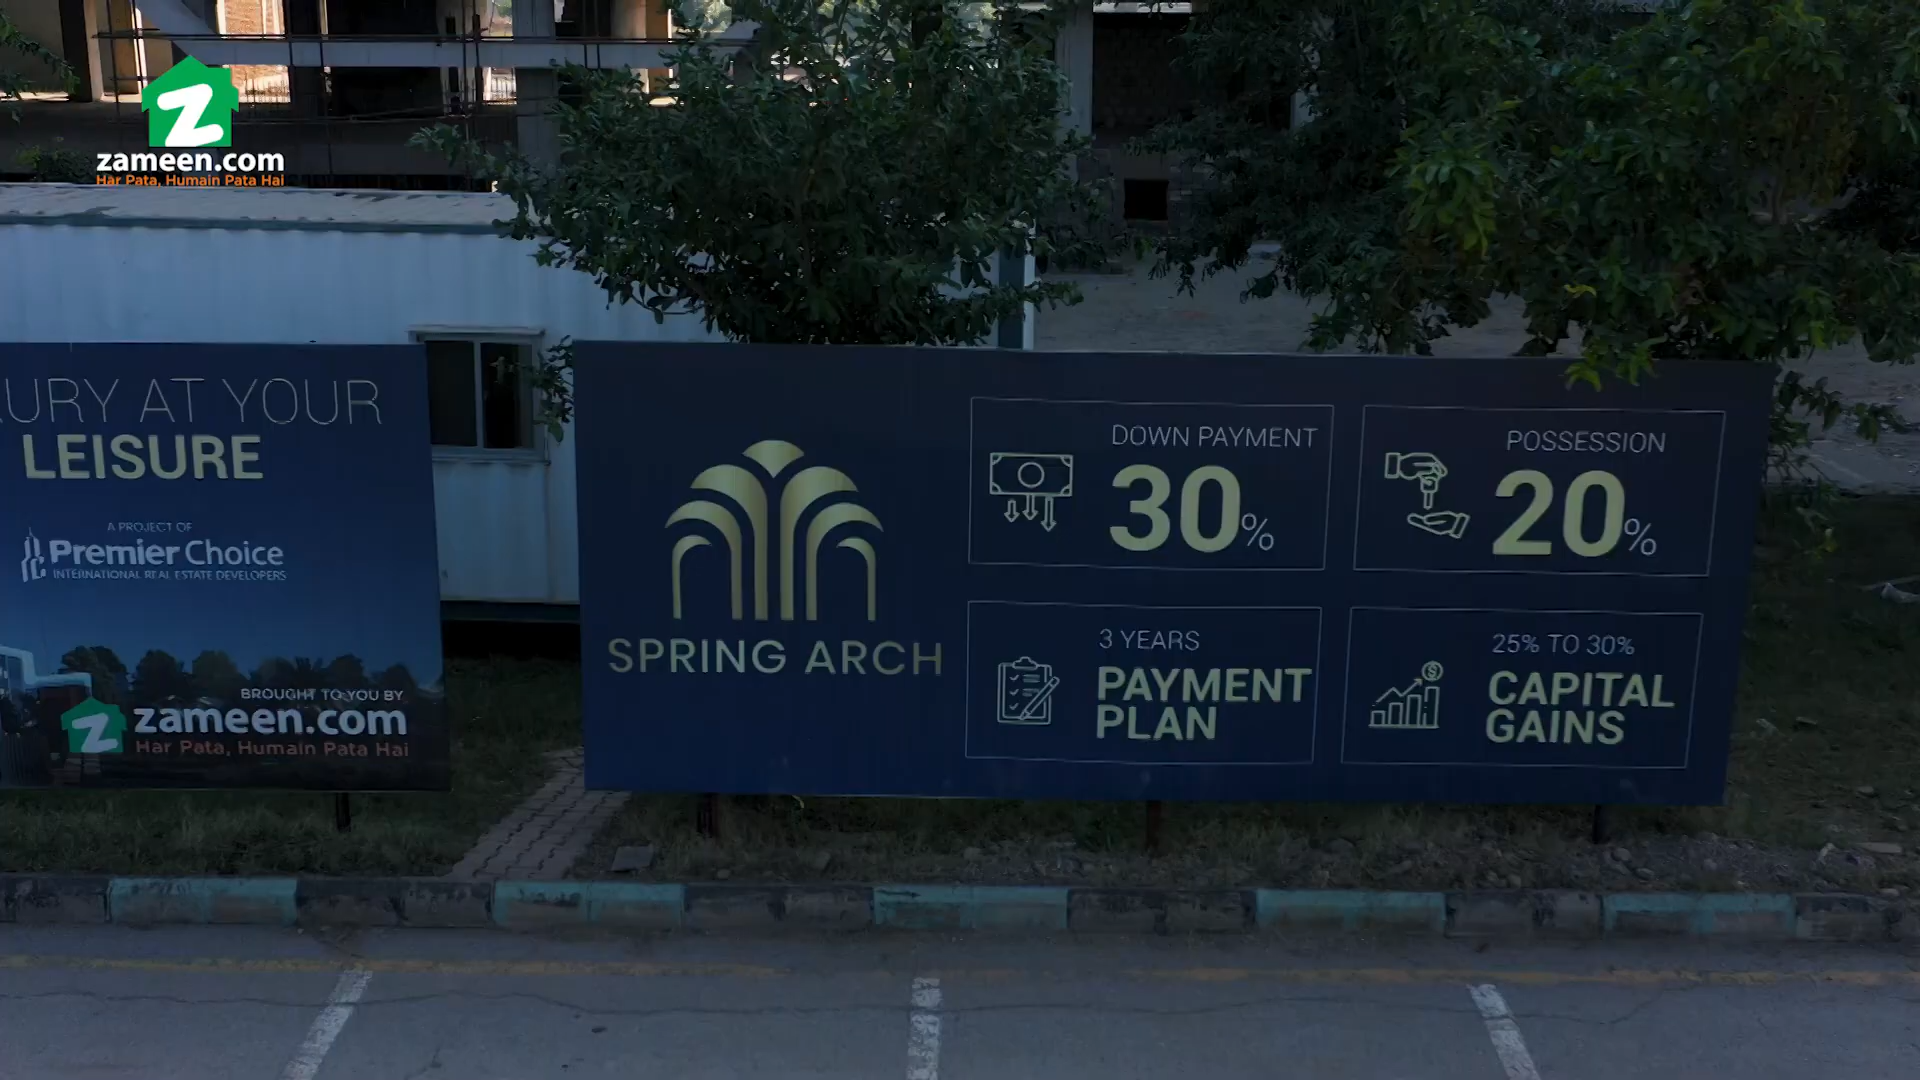 zameen.com
Har Pata, Humain Pata Hai
URY AT YOUR
LEISURE
A PROJECT OF
Premier Choice
INTERNATIONAL REAL ESTATE DEVELOPERS
BROUGHT TO YOU BY
zameen.com
Har Pata, Humain Pata Hai
SPRING ARCH
DOWN PAYMENT
30%
POSSESSION
20%
3 YEARS
PAYMENT
PLAN
25% TO 30%
CAPITAL
GAINS